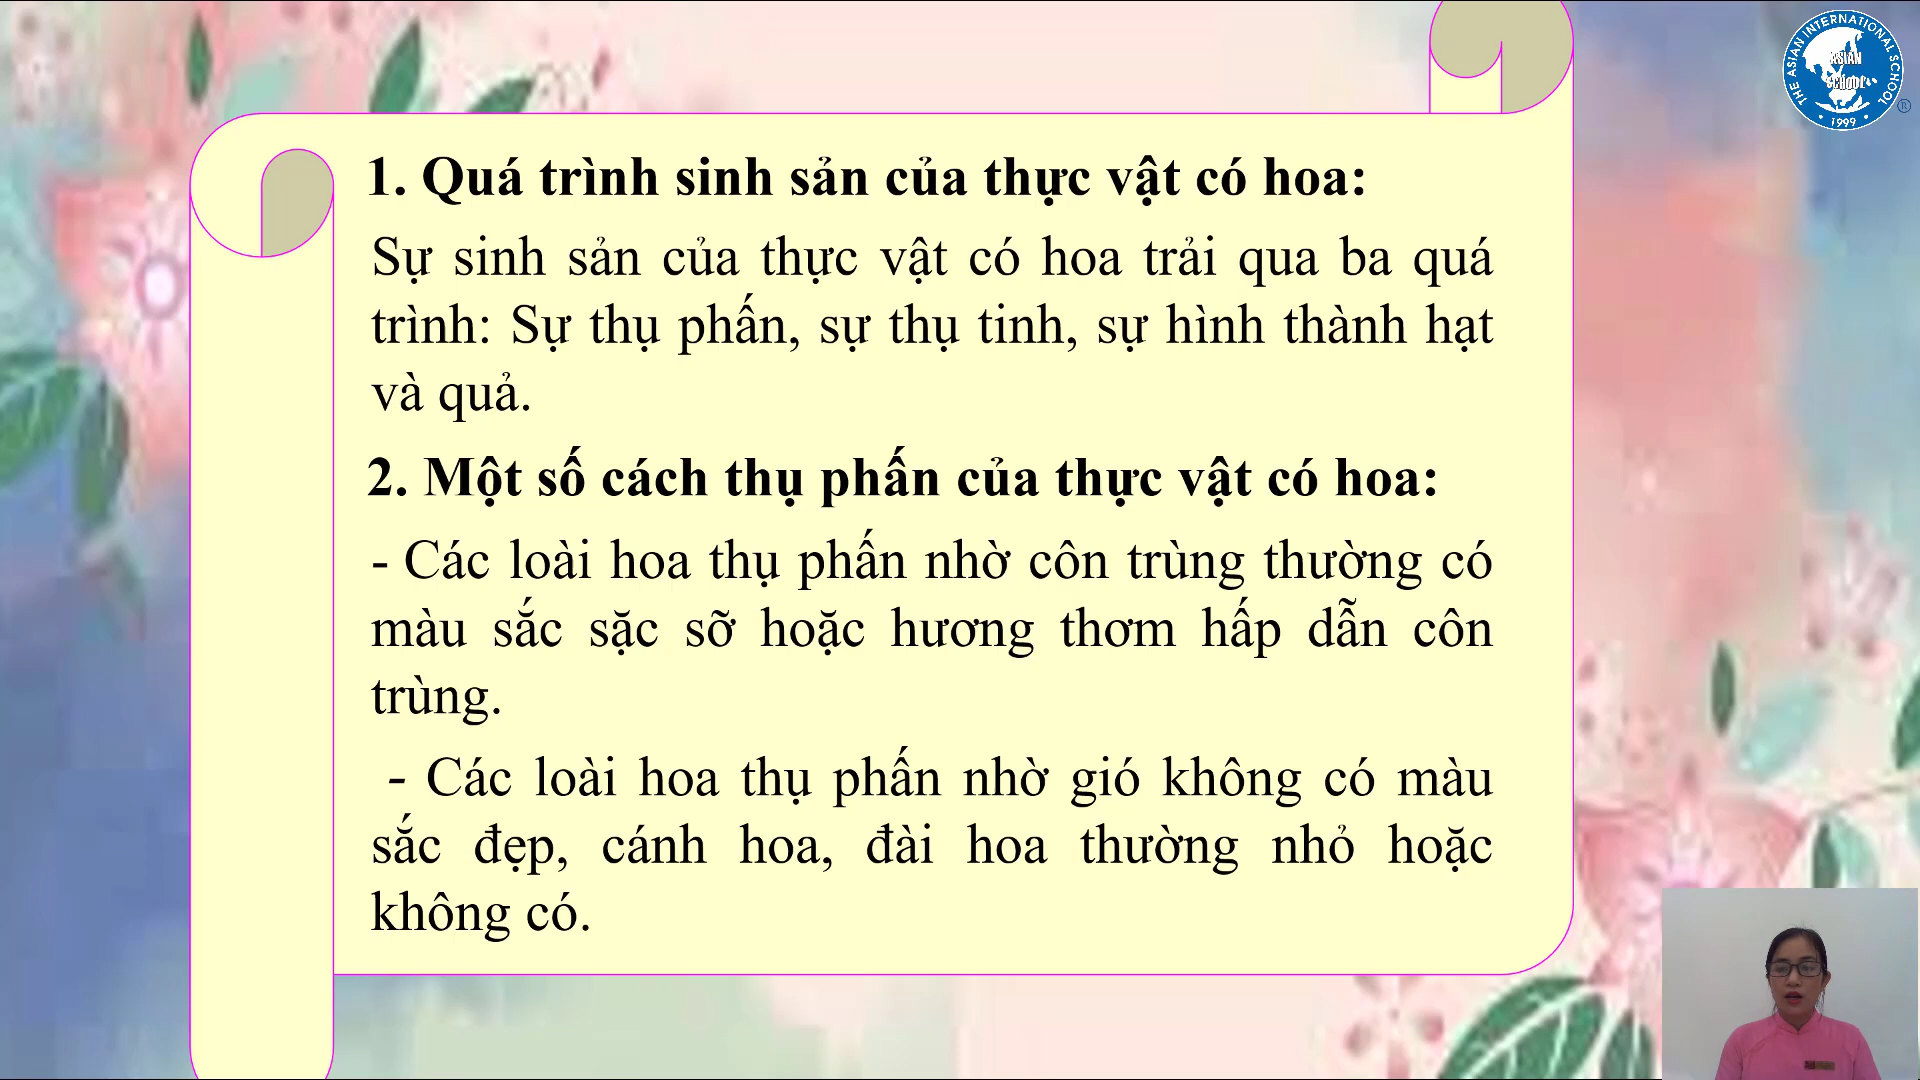 1. Quá trình sinh sản của thực vật có hoa:
Sự sinh sản của thực vật có hoa trải qua ba quá
trình: Sự thụ phấn, sự thụ tinh, sự hình thành hạt
và quả.
2. Một số cách thụ phấn của thực vật có hoa:
- Các loài hoa thụ phấn nhờ côn trùng thường có
màu sắc sặc sỡ hoặc hương thơm hấp dẫn côn
trùng.
- Các loài hoa thụ phấn nhờ gió không có màu
sắc đẹp, cánh hoa, đài hoa thường nhỏ hoặc
không có.
THE ASIAN INTERNATIONAL SCHOOL
ASIAN
SCHOOL
®
• 1999 •